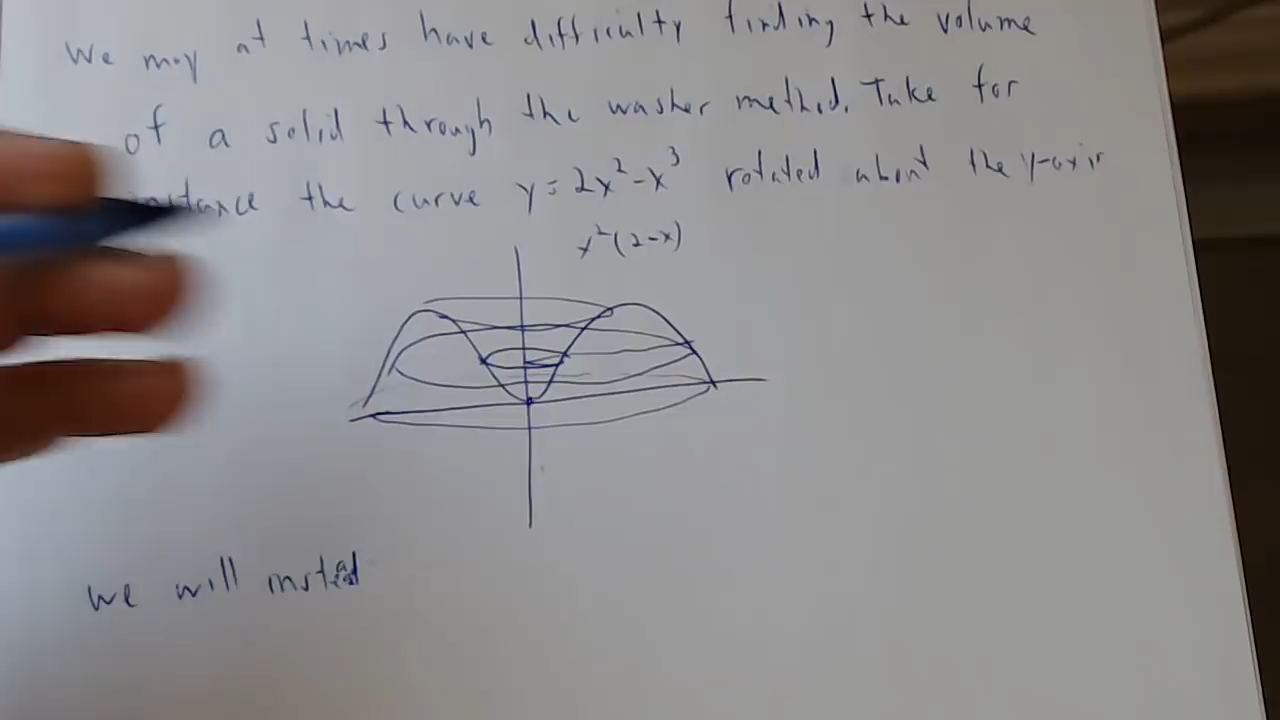 We may at times have difficulty finding the volume
of a solid through the washer method. Take for
instance the curve y = 2x² - x³ rotated about the y-axis
x²(2-x)
we will instead